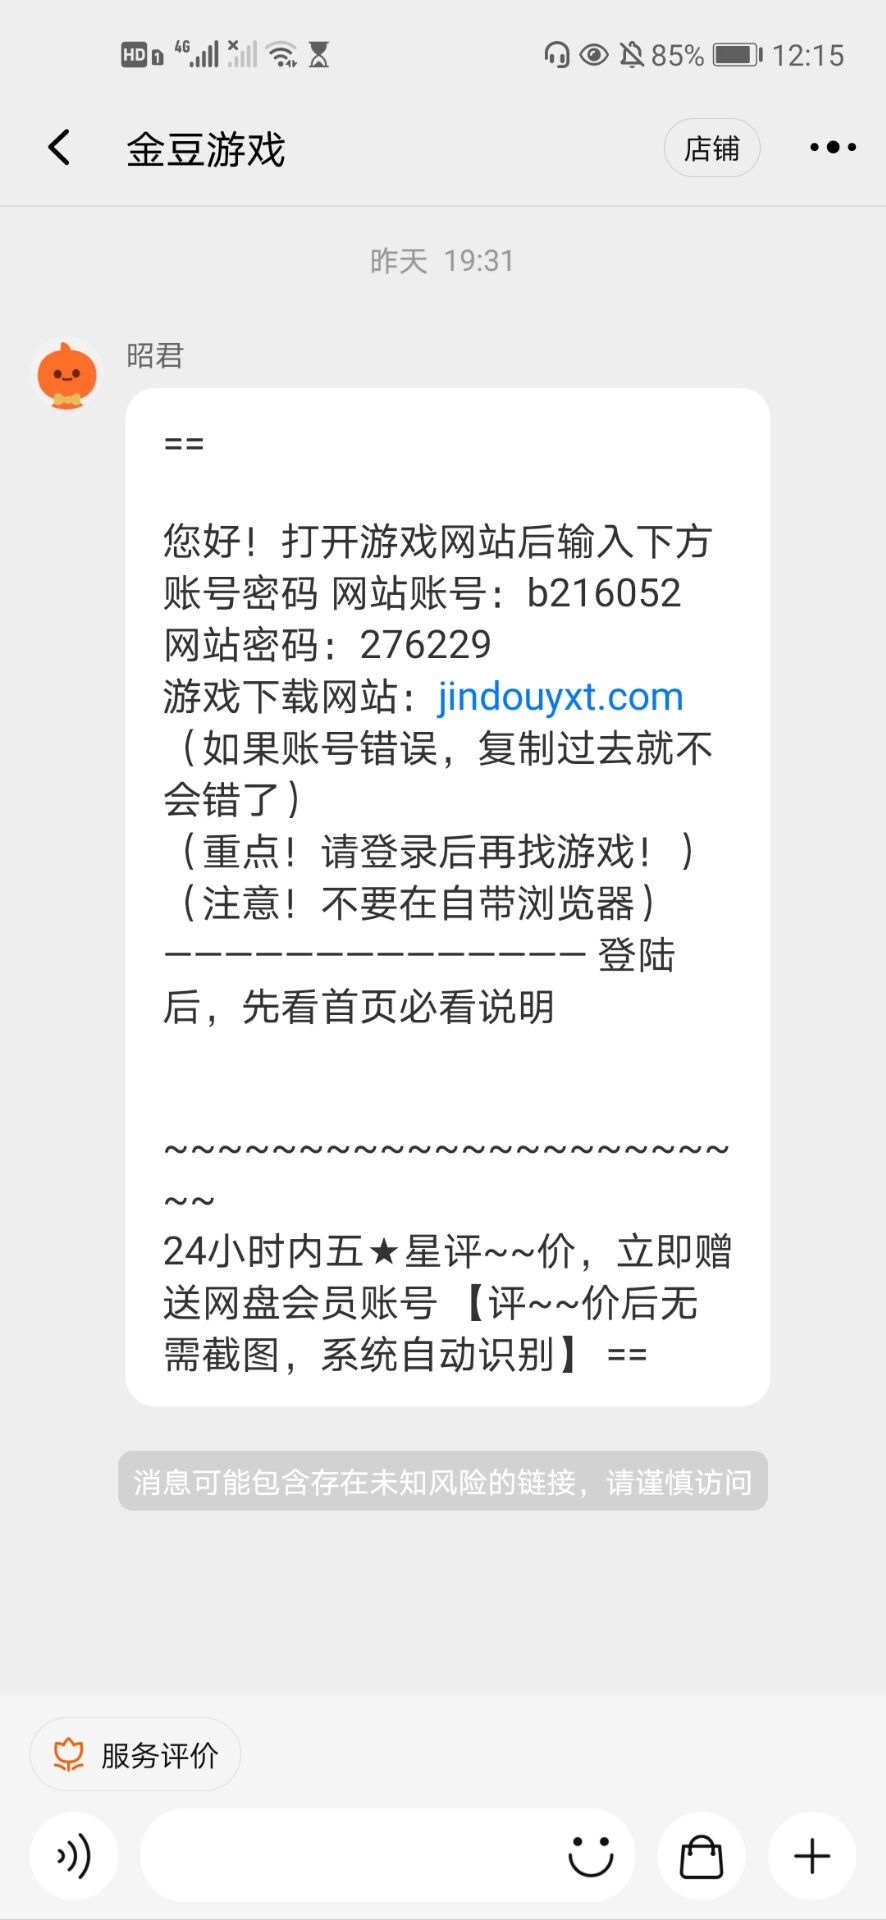 HD 1 4G 85% 12:15
金豆游戏 店铺
昨天 19:31
昭君
==
您好！打开游戏网站后输入下方
账号密码 网站账号：b216052
网站密码：276229
游戏下载网站：jindouyxt.com
（如果账号错误，复制过去就不
会错了）
（重点！请登录后再找游戏！）
（注意！不要在自带浏览器）
—————————————— 登陆
后，先看首页必看说明
~~~~~~~~~~~~~~~~~~~~~
~~
24小时内五★星评~~价，立即赠
送网盘会员账号【评~~价后无
需截图，系统自动识别】==
消息可能包含存在未知风险的链接，请谨慎访问
服务评价